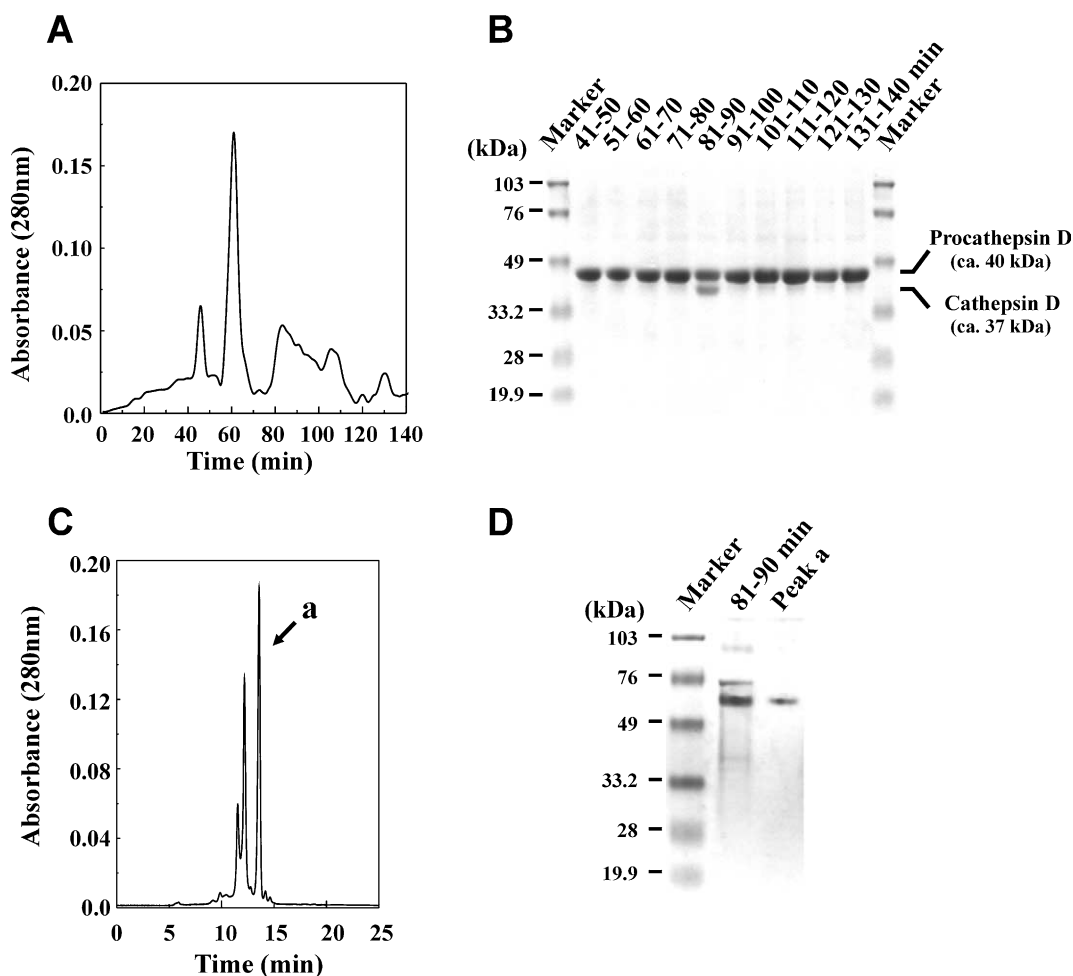 A
0.20
0.15
0.10
0.05
0.0
Absorbance (280nm)
0 20 40 60 80 100 120 140
Time (min)
B
(kDa)
Marker
41-50
51-60
61-70
71-80
81-90
91-100
101-110
111-120
121-130
131-140 min
Marker
103
76
49
33.2
28
19.9
Procathepsin D
(ca. 40 kDa)
Cathepsin D
(ca. 37 kDa)
C
0.20
0.16
0.12
0.08
0.04
0.0
Absorbance (280nm)
a
0 5 10 15 20 25
Time (min)
D
(kDa)
Marker
81-90 min
Peak a
103
76
49
33.2
28
19.9